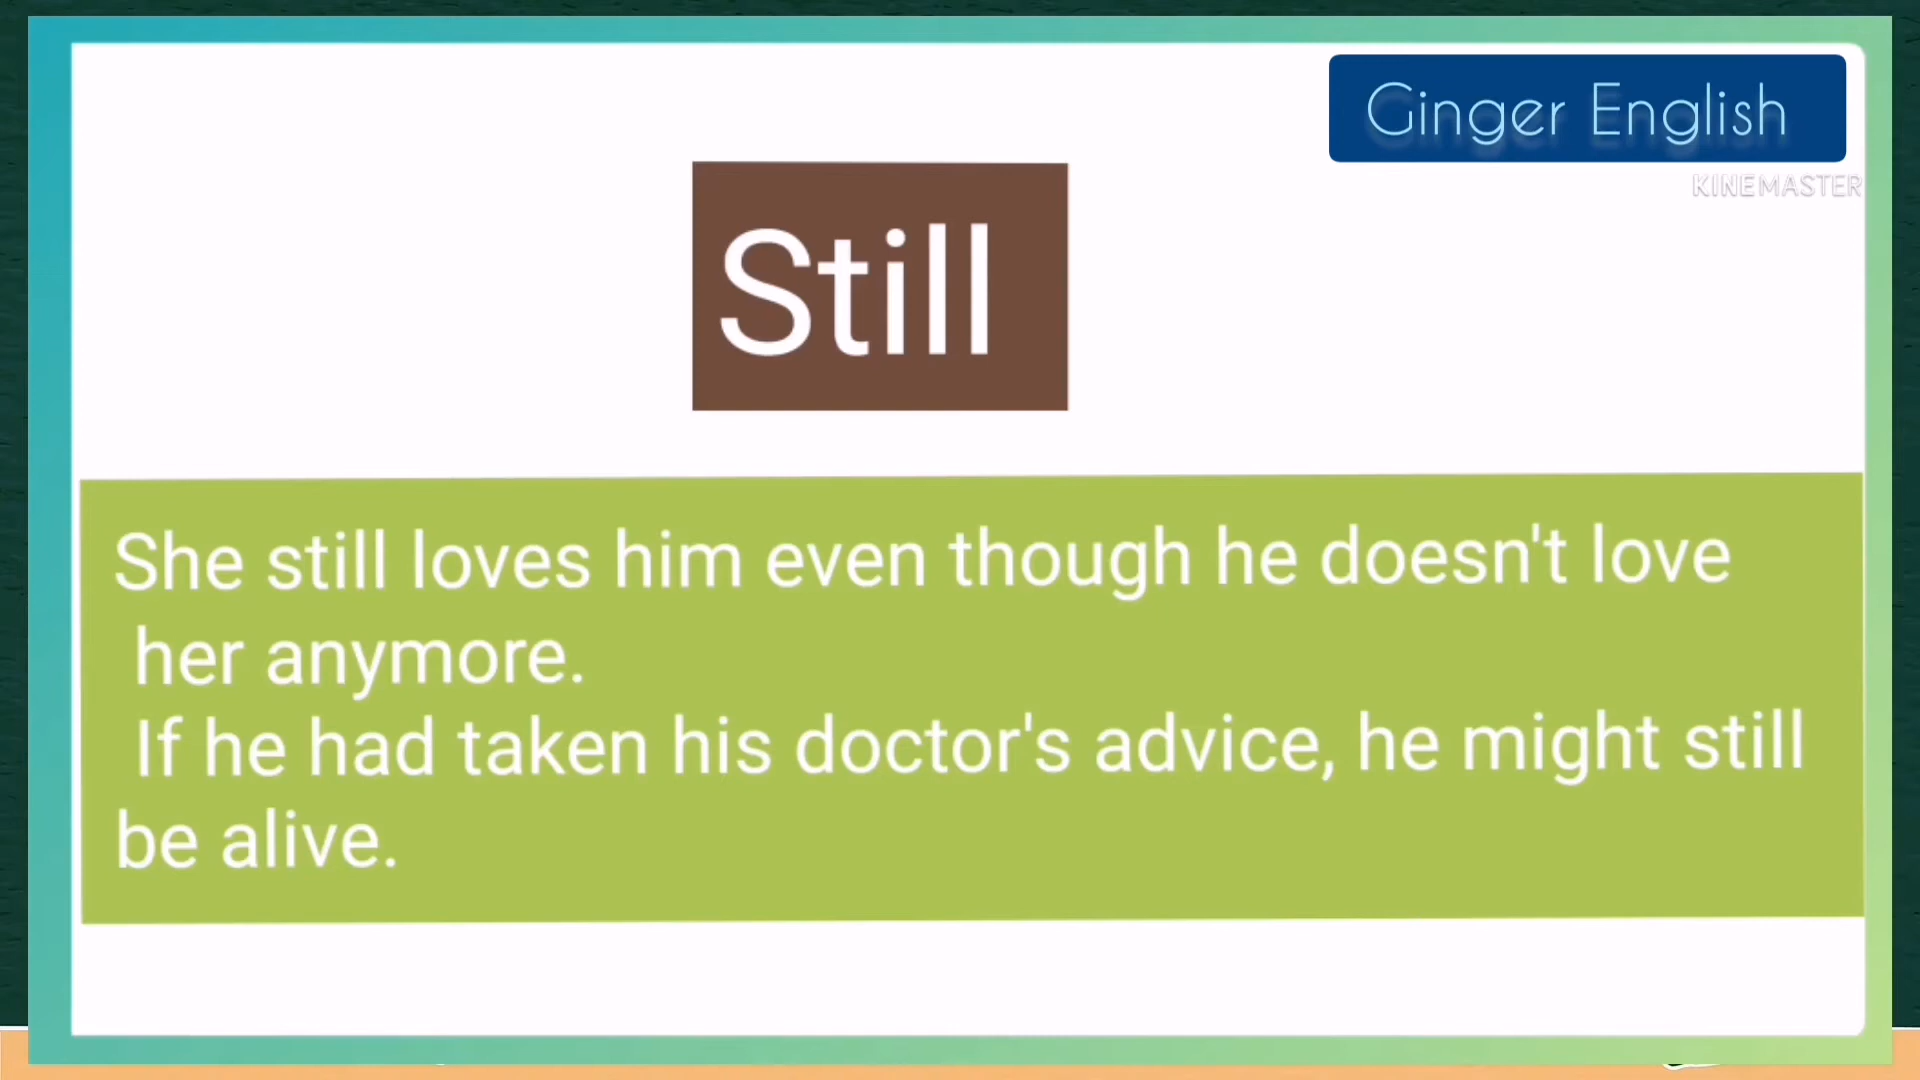 Ginger English
KINEMASTER
Still
She still loves him even though he doesn't love
her anymore.
If he had taken his doctor's advice, he might still
be alive.